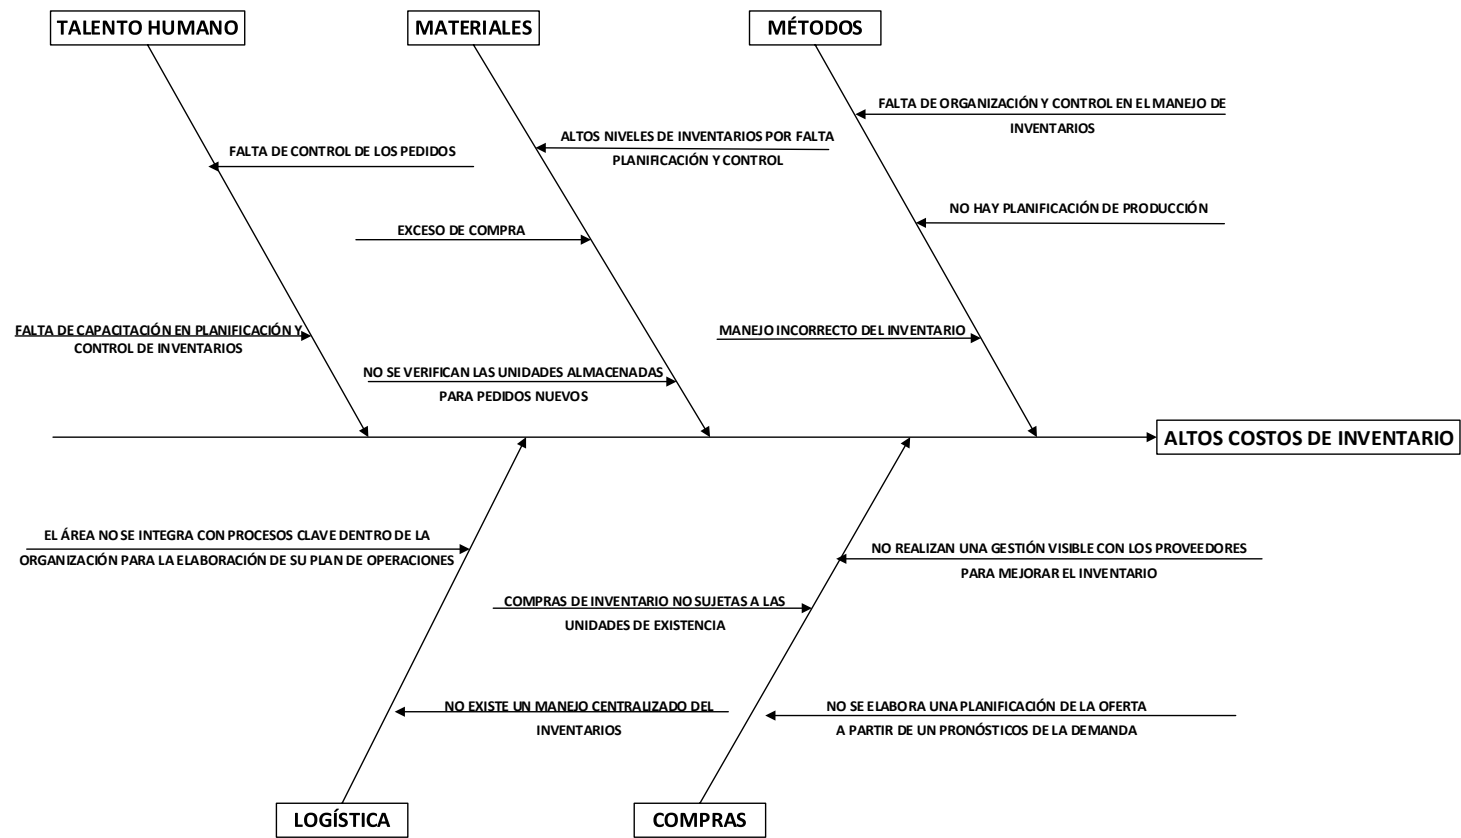 TALENTO HUMANO
MATERIALES
MÉTODOS
FALTA DE ORGANIZACIÓN Y CONTROL EN EL MANEJO DE
INVENTARIOS
ALTOS NIVELES DE INVENTARIOS POR FALTA
PLANIFICACIÓN Y CONTROL
FALTA DE CONTROL DE LOS PEDIDOS
NO HAY PLANIFICACIÓN DE PRODUCCIÓN
EXCESO DE COMPRA
FALTA DE CAPACITACIÓN EN PLANIFICACIÓN Y
CONTROL DE INVENTARIOS
MANEJO INCORRECTO DEL INVENTARIO
NO SE VERIFICAN LAS UNIDADES ALMACENADAS
PARA PEDIDOS NUEVOS
ALTOS COSTOS DE INVENTARIO
EL ÁREA NO SE INTEGRA CON PROCESOS CLAVE DENTRO DE LA
ORGANIZACIÓN PARA LA ELABORACIÓN DE SU PLAN DE OPERACIONES
NO REALIZAN UNA GESTIÓN VISIBLE CON LOS PROVEEDORES
PARA MEJORAR EL INVENTARIO
COMPRAS DE INVENTARIO NO SUJETAS A LAS
UNIDADES DE EXISTENCIA
NO EXISTE UN MANEJO CENTRALIZADO DEL
INVENTARIOS
NO SE ELABORA UNA PLANIFICACIÓN DE LA OFERTA
A PARTIR DE UN PRONÓSTICOS DE LA DEMANDA
LOGÍSTICA
COMPRAS